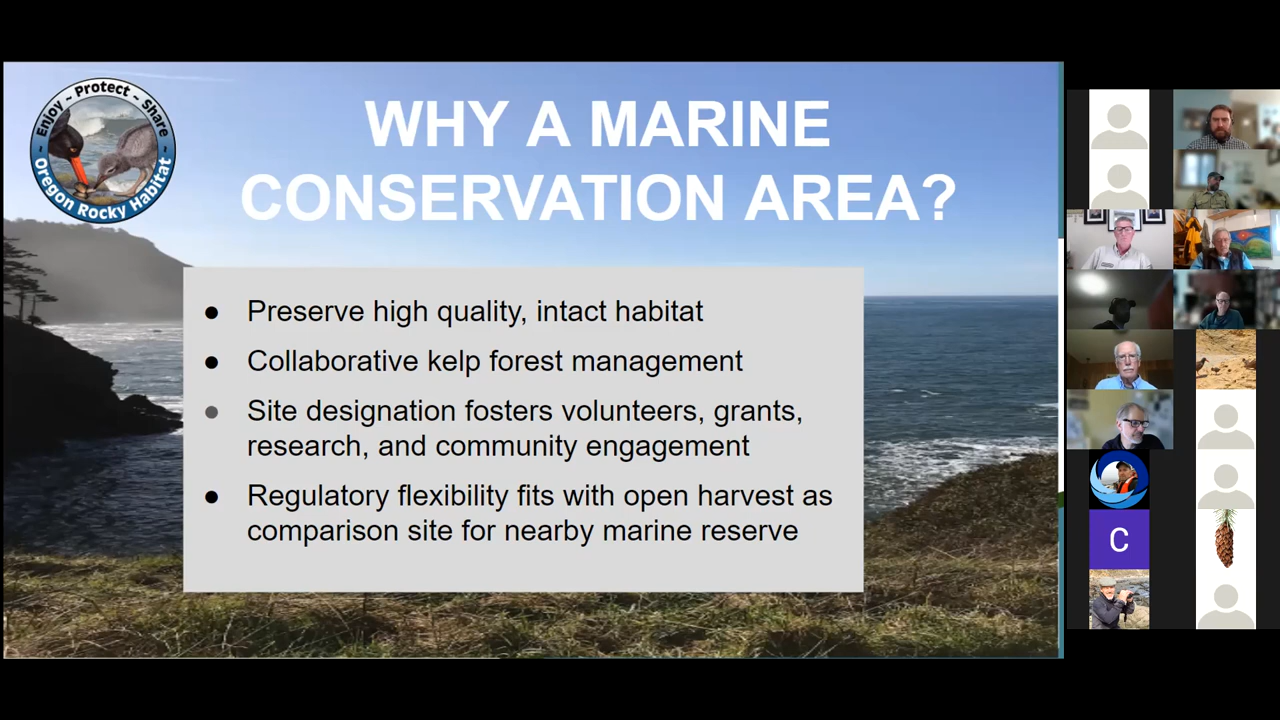 Enjoy ~ Protect ~ Share
~ Oregon Rocky Habitat ~
WHY A MARINE
CONSERVATION AREA?
● Preserve high quality, intact habitat
● Collaborative kelp forest management
● Site designation fosters volunteers, grants,
research, and community engagement
● Regulatory flexibility fits with open harvest as
comparison site for nearby marine reserve
C